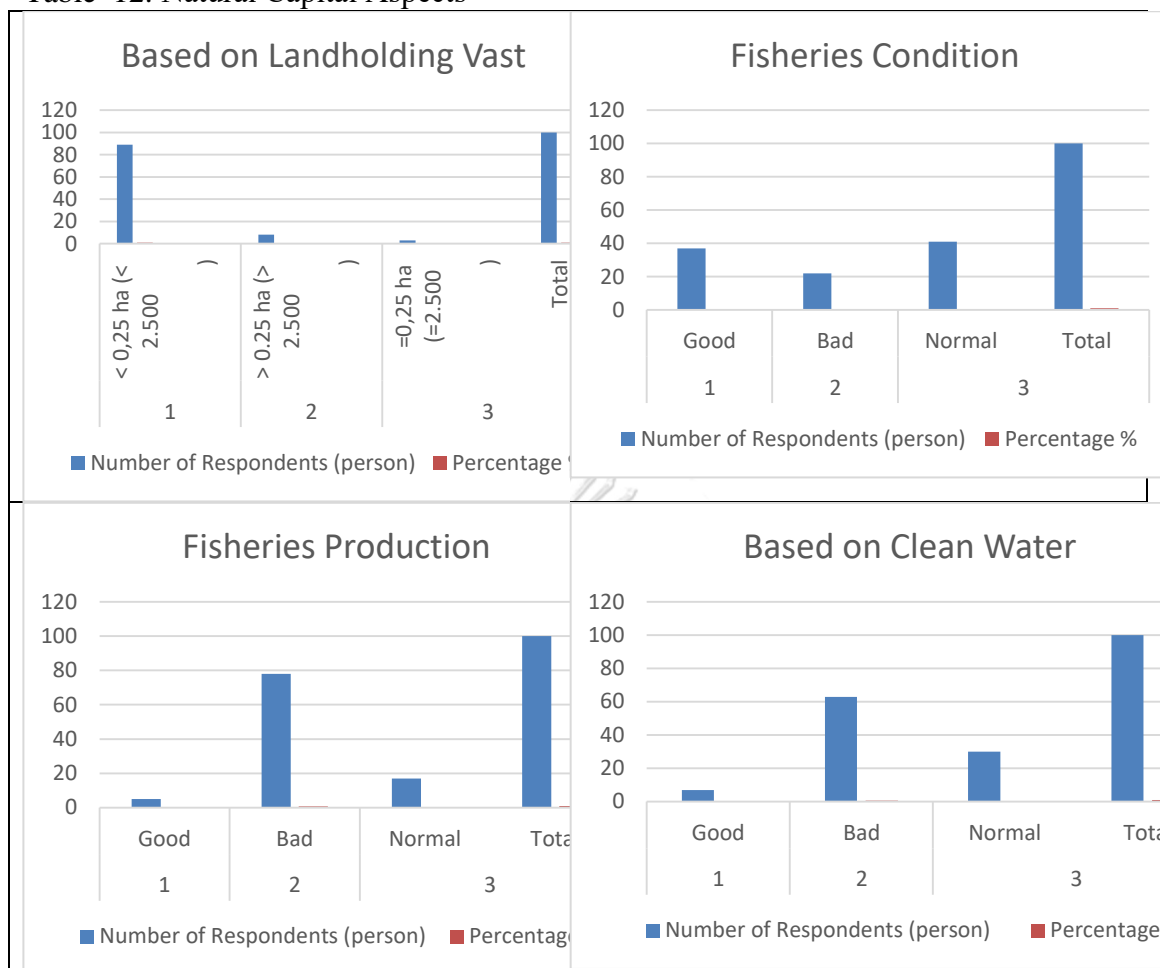 Table 12. Natural Capital Aspects
Based on Landholding Vast
120
100
80
60
40
20
0
< 0,25 ha (<
2.500 )
> 0.25 ha (>
2.500 )
=0,25 ha
(=2.500 )
Total
1 2 3
Number of Respondents (person) Percentage
Fisheries Condition
120
100
80
60
40
20
0
Good Bad Normal Total
1 2 3
Number of Respondents (person) Percentage %
Fisheries Production
120
100
80
60
40
20
0
Good Bad Normal Tota
1 2 3
Number of Respondents (person) Percentage
Based on Clean Water
120
100
80
60
40
20
0
Good Bad Normal Tota
1 2 3
Number of Respondents (person) Percentage